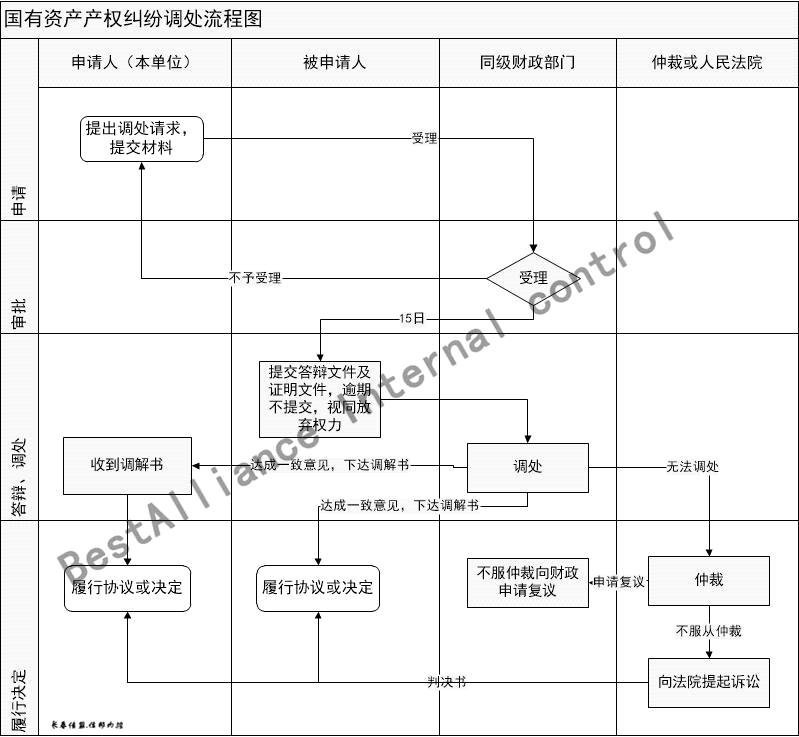 国有资产产权纠纷调处流程图
申请人（本单位）
被申请人
同级财政部门
仲裁或人民法院
申请
提出调处请求，
提交材料
受理
审批
不予受理
受理
15日
答辩、调处
提交答辩文件及
证明文件，逾期
不提交，视同放
弃权力
收到调解书
达成一致意见，下达调解书
调处
无法调处
达成一致意见，下达调解书
履行决定
履行协议或决定
履行协议或决定
不服仲裁向财政
申请复议
申请复议
仲裁
不服从仲裁
判决书
向法院提起诉讼
BestAlliance Internal control